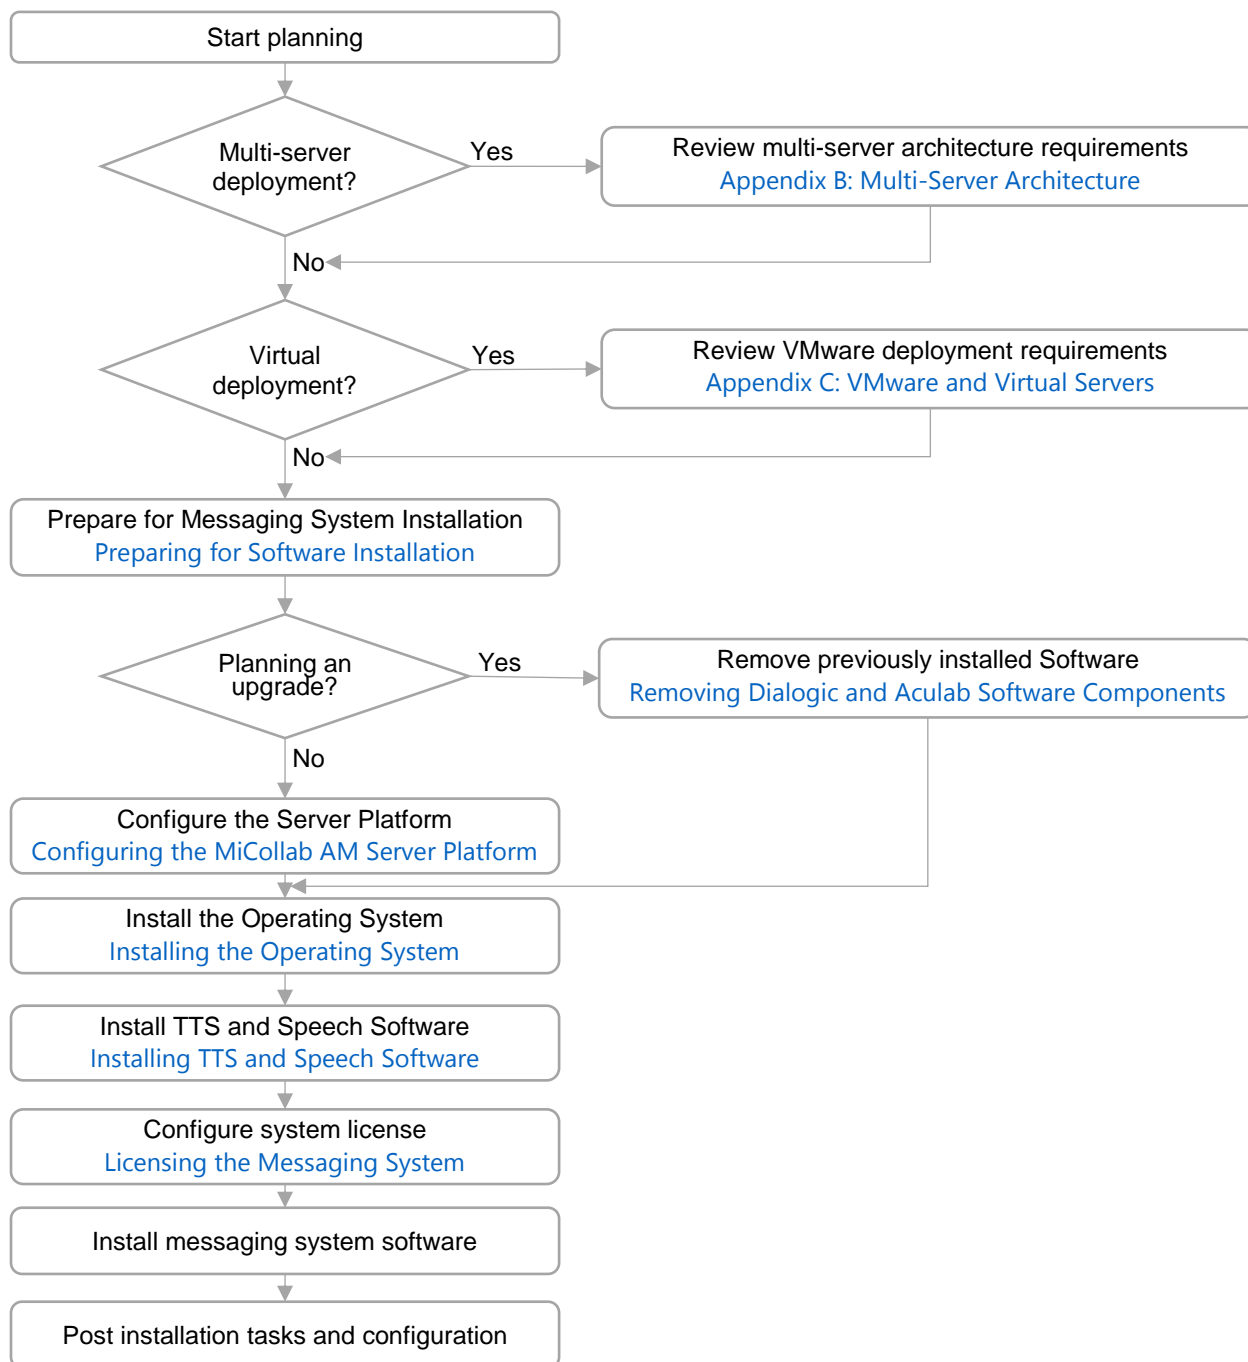 Start planning
Multi-server
deployment?
Yes
Review multi-server architecture requirements
Appendix B: Multi-Server Architecture
No
Virtual
deployment?
Yes
Review VMware deployment requirements
Appendix C: VMware and Virtual Servers
No
Prepare for Messaging System Installation
Preparing for Software Installation
Planning an
upgrade?
Yes
Remove previously installed Software
Removing Dialogic and Aculab Software Components
No
Configure the Server Platform
Configuring the MiCollab AM Server Platform
Install the Operating System
Installing the Operating System
Install TTS and Speech Software
Installing TTS and Speech Software
Configure system license
Licensing the Messaging System
Install messaging system software
Post installation tasks and configuration